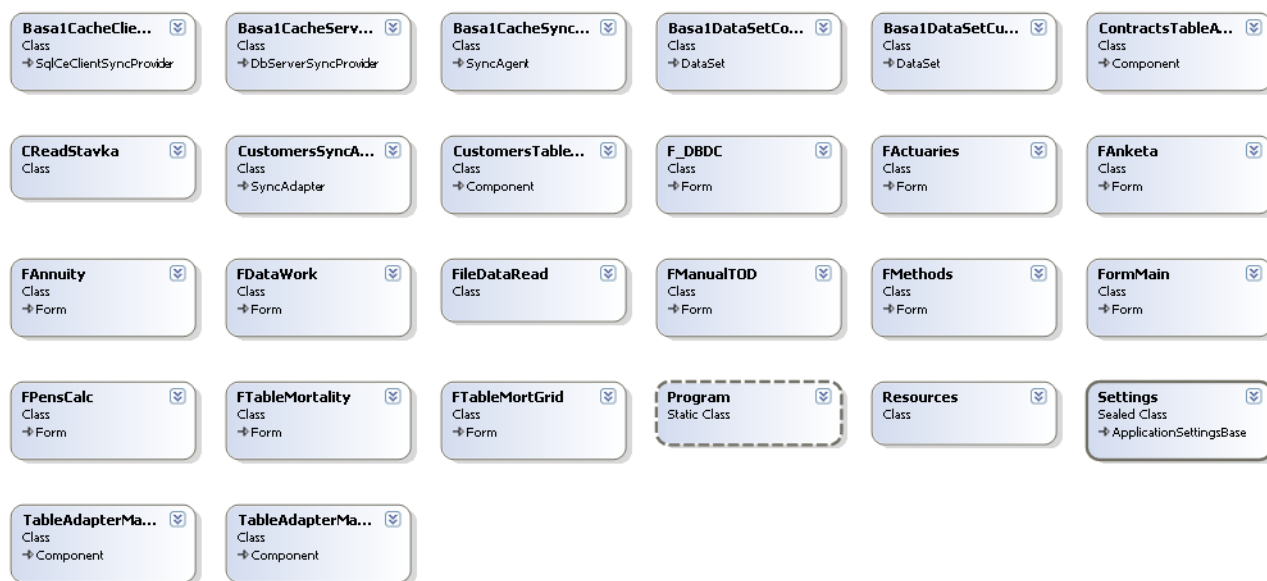 Basa1CacheClie...
Class
SqlCeClientSyncProvider
Basa1CacheServ...
Class
DbServerSyncProvider
Basa1CacheSync...
Class
SyncAgent
Basa1DataSetCo...
Class
DataSet
Basa1DataSetCu...
Class
DataSet
ContractsTableA...
Class
Component
CReadStavka
Class
CustomersSyncA...
Class
SyncAdapter
CustomersTable...
Class
Component
F_DBDC
Class
Form
FActuaries
Class
Form
FAnketa
Class
Form
FAnnuity
Class
Form
FDataWork
Class
Form
FileDataRead
Class
FManualTOD
Class
Form
FMethods
Class
Form
FormMain
Class
Form
FPensCalc
Class
Form
FTableMortality
Class
Form
FTableMortGrid
Class
Form
Program
Static Class
Resources
Class
Settings
Sealed Class
ApplicationSettingsBase
TableAdapterMa...
Class
Component
TableAdapterMa...
Class
Component